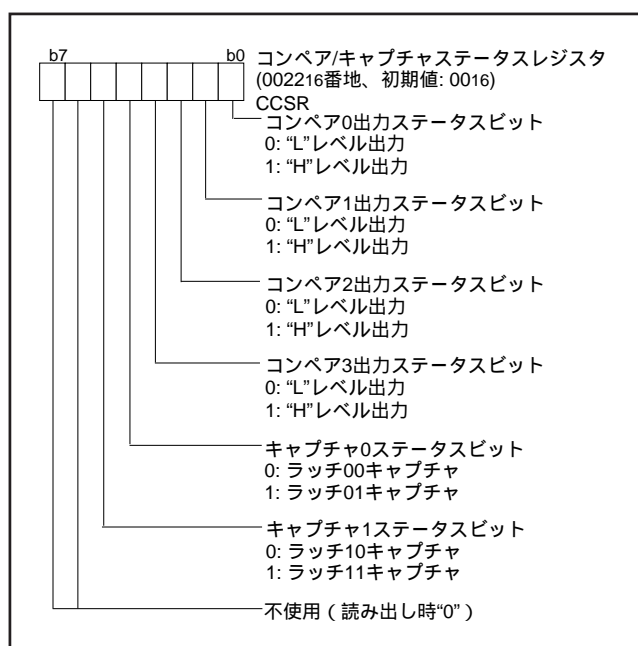 b7 b0 コンペア/キャプチャステータスレジスタ
(002216番地、初期値: 0016)
CCSR
コンペア0出力ステータスビット
0: “L”レベル出力
1: “H”レベル出力
コンペア1出力ステータスビット
0: “L”レベル出力
1: “H”レベル出力
コンペア2出力ステータスビット
0: “L”レベル出力
1: “H”レベル出力
コンペア3出力ステータスビット
0: “L”レベル出力
1: “H”レベル出力
キャプチャ0ステータスビット
0: ラッチ00キャプチャ
1: ラッチ01キャプチャ
キャプチャ1ステータスビット
0: ラッチ10キャプチャ
1: ラッチ11キャプチャ
不使用（読み出し時“0”）